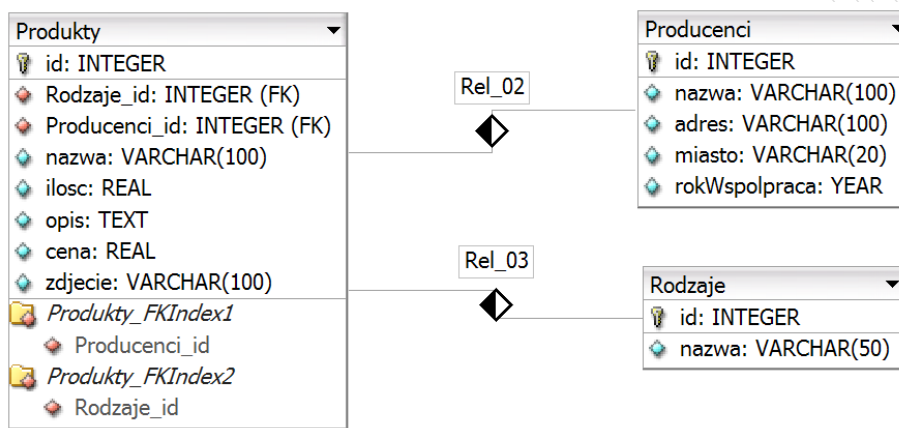 Produkty
id: INTEGER
Rodzaje_id: INTEGER (FK)
Producenci_id: INTEGER (FK)
nazwa: VARCHAR(100)
ilosc: REAL
opis: TEXT
cena: REAL
zdjecie: VARCHAR(100)
Produkty_FKIndex1
Producenci_id
Produkty_FKIndex2
Rodzaje_id
Rel_02
Rel_03
Producenci
id: INTEGER
nazwa: VARCHAR(100)
adres: VARCHAR(100)
miasto: VARCHAR(20)
rokWspolpraca: YEAR
Rodzaje
id: INTEGER
nazwa: VARCHAR(50)